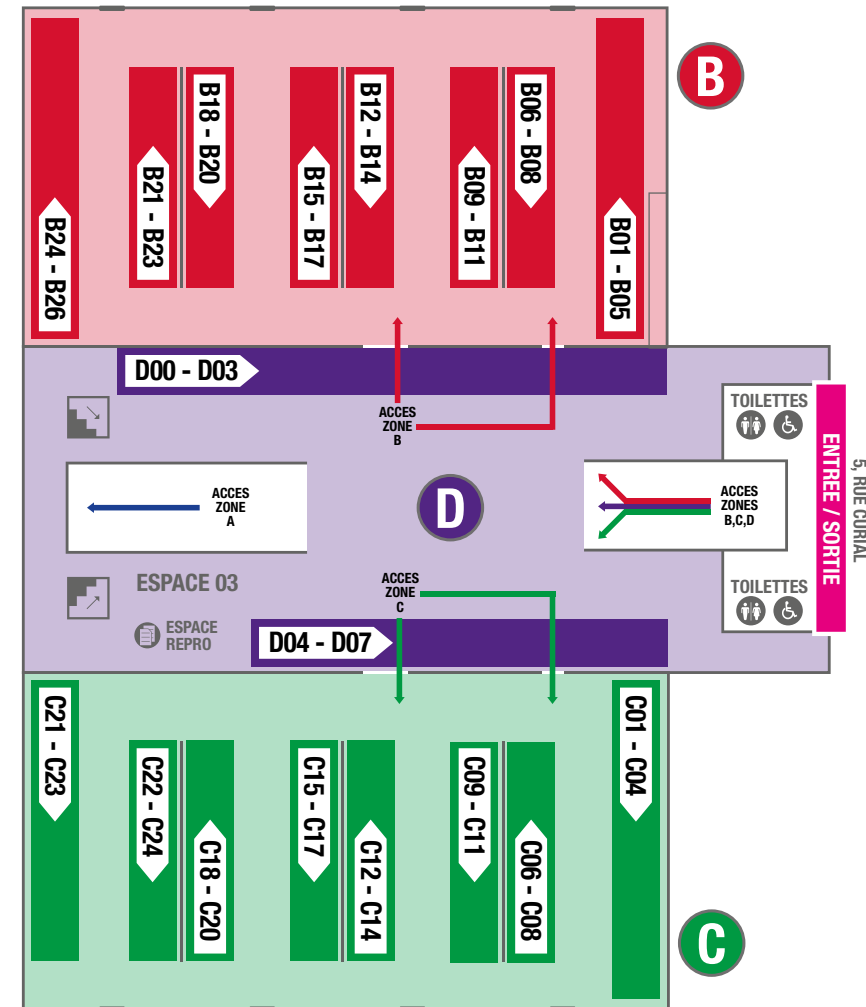 B
B24 - B26
B21 - B23
B18 - B20
B15 - B17
B12 - B14
B09 - B11
B06 - B08
B01 - B05
D00 - D03
ACCES
ZONE
B
TOILETTES
ENTREE / SORTIE
5, RUE CURIAL
ACCES
ZONE
A
D
ACCES
ZONES
B,C,D
ESPACE 03
ACCES
ZONE
C
TOILETTES
ESPACE
REPRO
D04 - D07
C21 - C23
C22 - C24
C18 - C20
C15 - C17
C12 - C14
C09 - C11
C06 - C08
C01 - C04
C